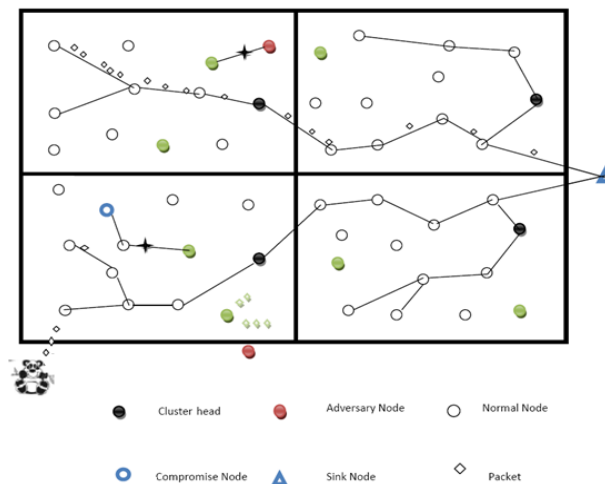 Cluster head
Adversary Node
Normal Node
Compromise Node
Sink Node
Packet